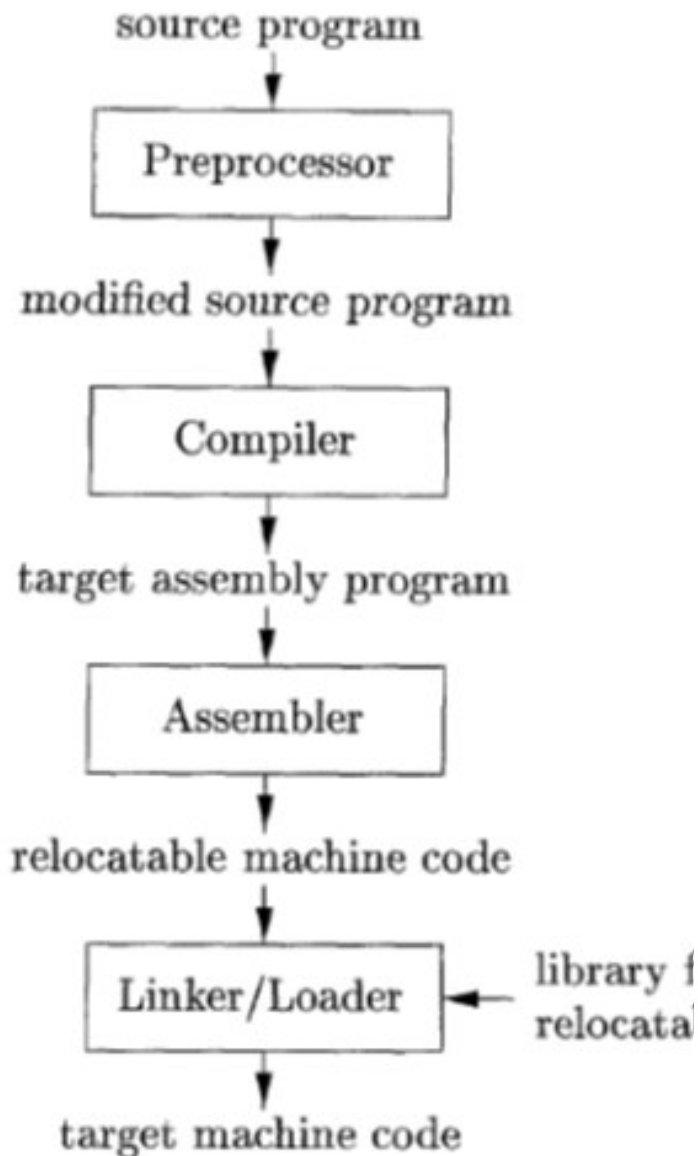 source program
Preprocessor
modified source program
Compiler
target assembly program
Assembler
relocatable machine code
Linker/Loader
library
target machine code